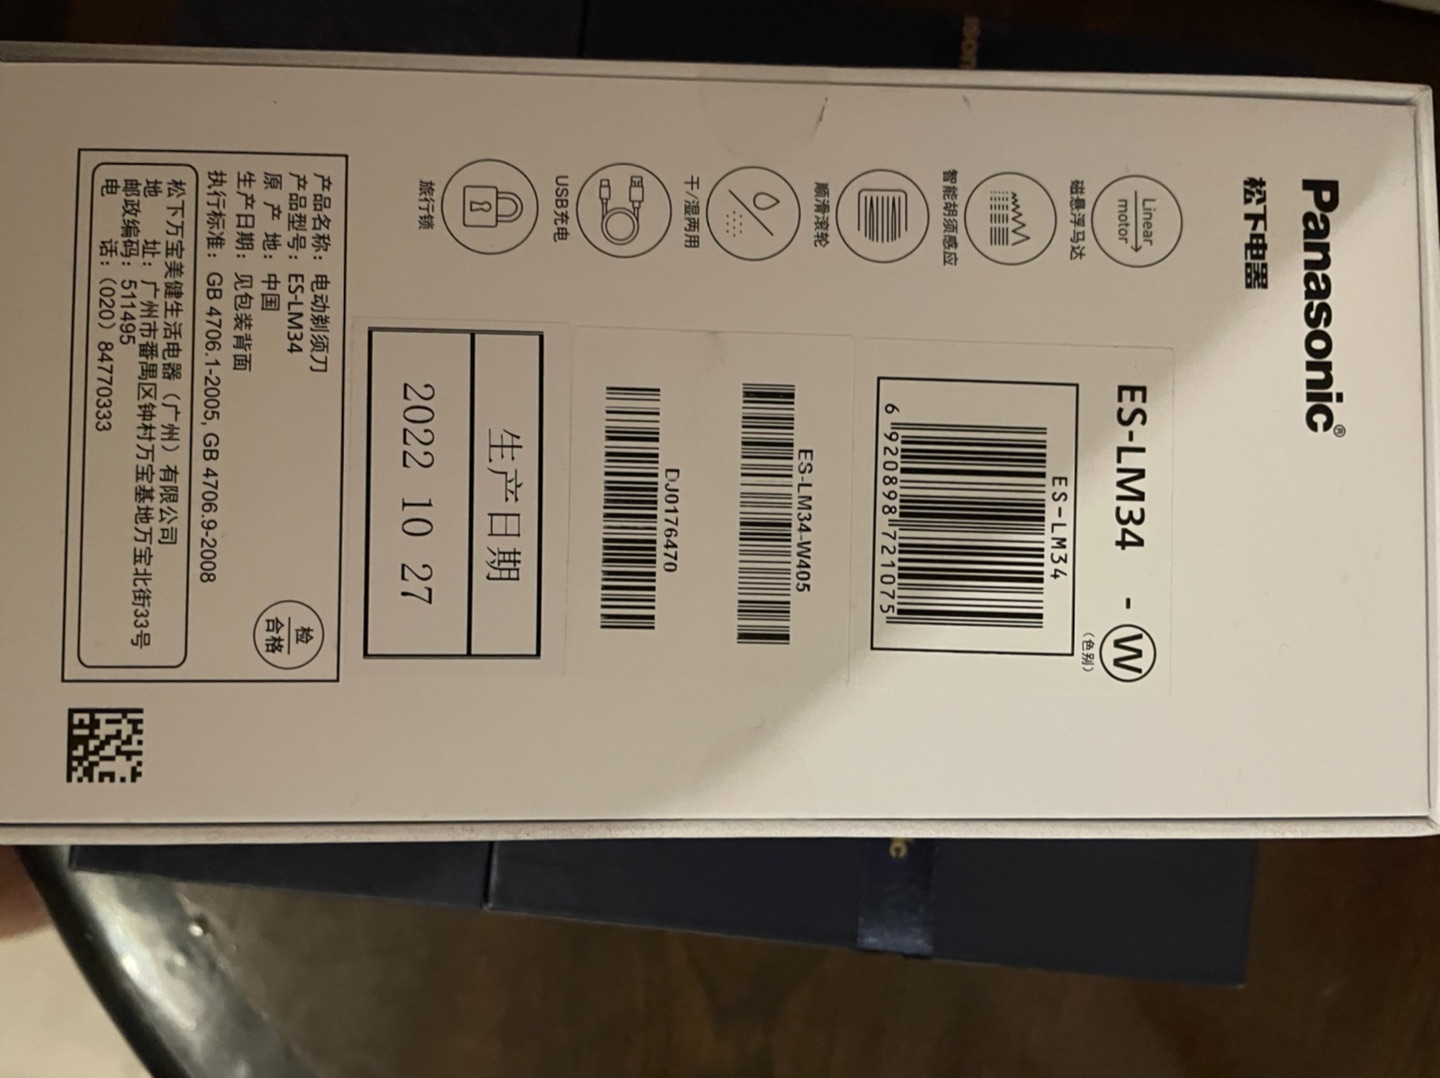 Panasonic®
松下电器
Linear
motor
磁悬浮马达
智能胡须感应
顺滑滚轮
干/湿两用
USB充电
旅行锁
ES-LM34 - W
(色别)
ES-LM34
6 920898 721075
ES-LM34-W405
DJ0176470
生产日期
2022 10 27
产品名称：电动剃须刀
产品型号：ES-LM34
原 产 地：中国
生产日期：见包装背面
执行标准：GB 4706.1-2005, GB 4706.9-2008
检
合格
松下万宝美健生活电器（广州）有限公司
地 址：广州市番禺区钟村万宝基地万宝北街33号
邮政编码：511495
电 话：(020) 84770333